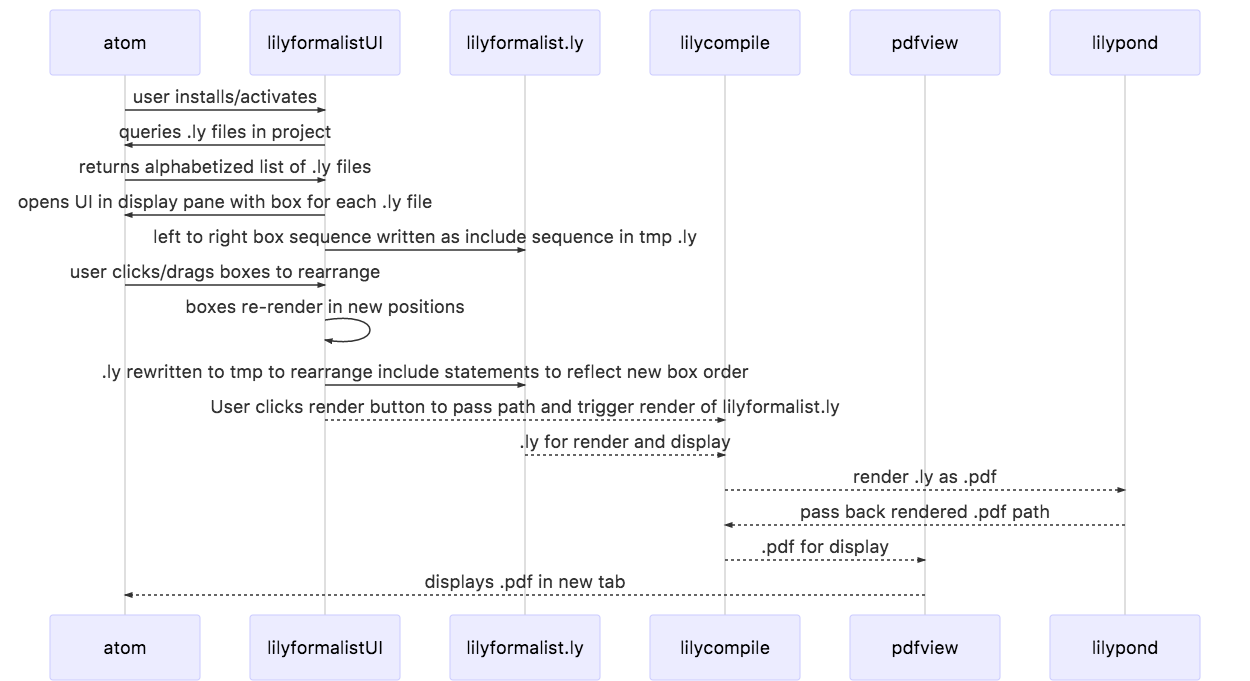 atom
lilyformalistUI
lilyformalist.ly
lilycompile
pdfview
lilypond
user installs/activates
queries .ly files in project
returns alphabetized list of .ly files
opens UI in display pane with box for each .ly file
left to right box sequence written as include sequence in tmp .ly
user clicks/drags boxes to rearrange
boxes re-render in new positions
.ly rewritten to tmp to rearrange include statements to reflect new box order
User clicks render button to pass path and trigger render of lilyformalist.ly
.ly for render and display
render .ly as .pdf
pass back rendered .pdf path
.pdf for display
displays .pdf in new tab
atom
lilyformalistUI
lilyformalist.ly
lilycompile
pdfview
lilypond